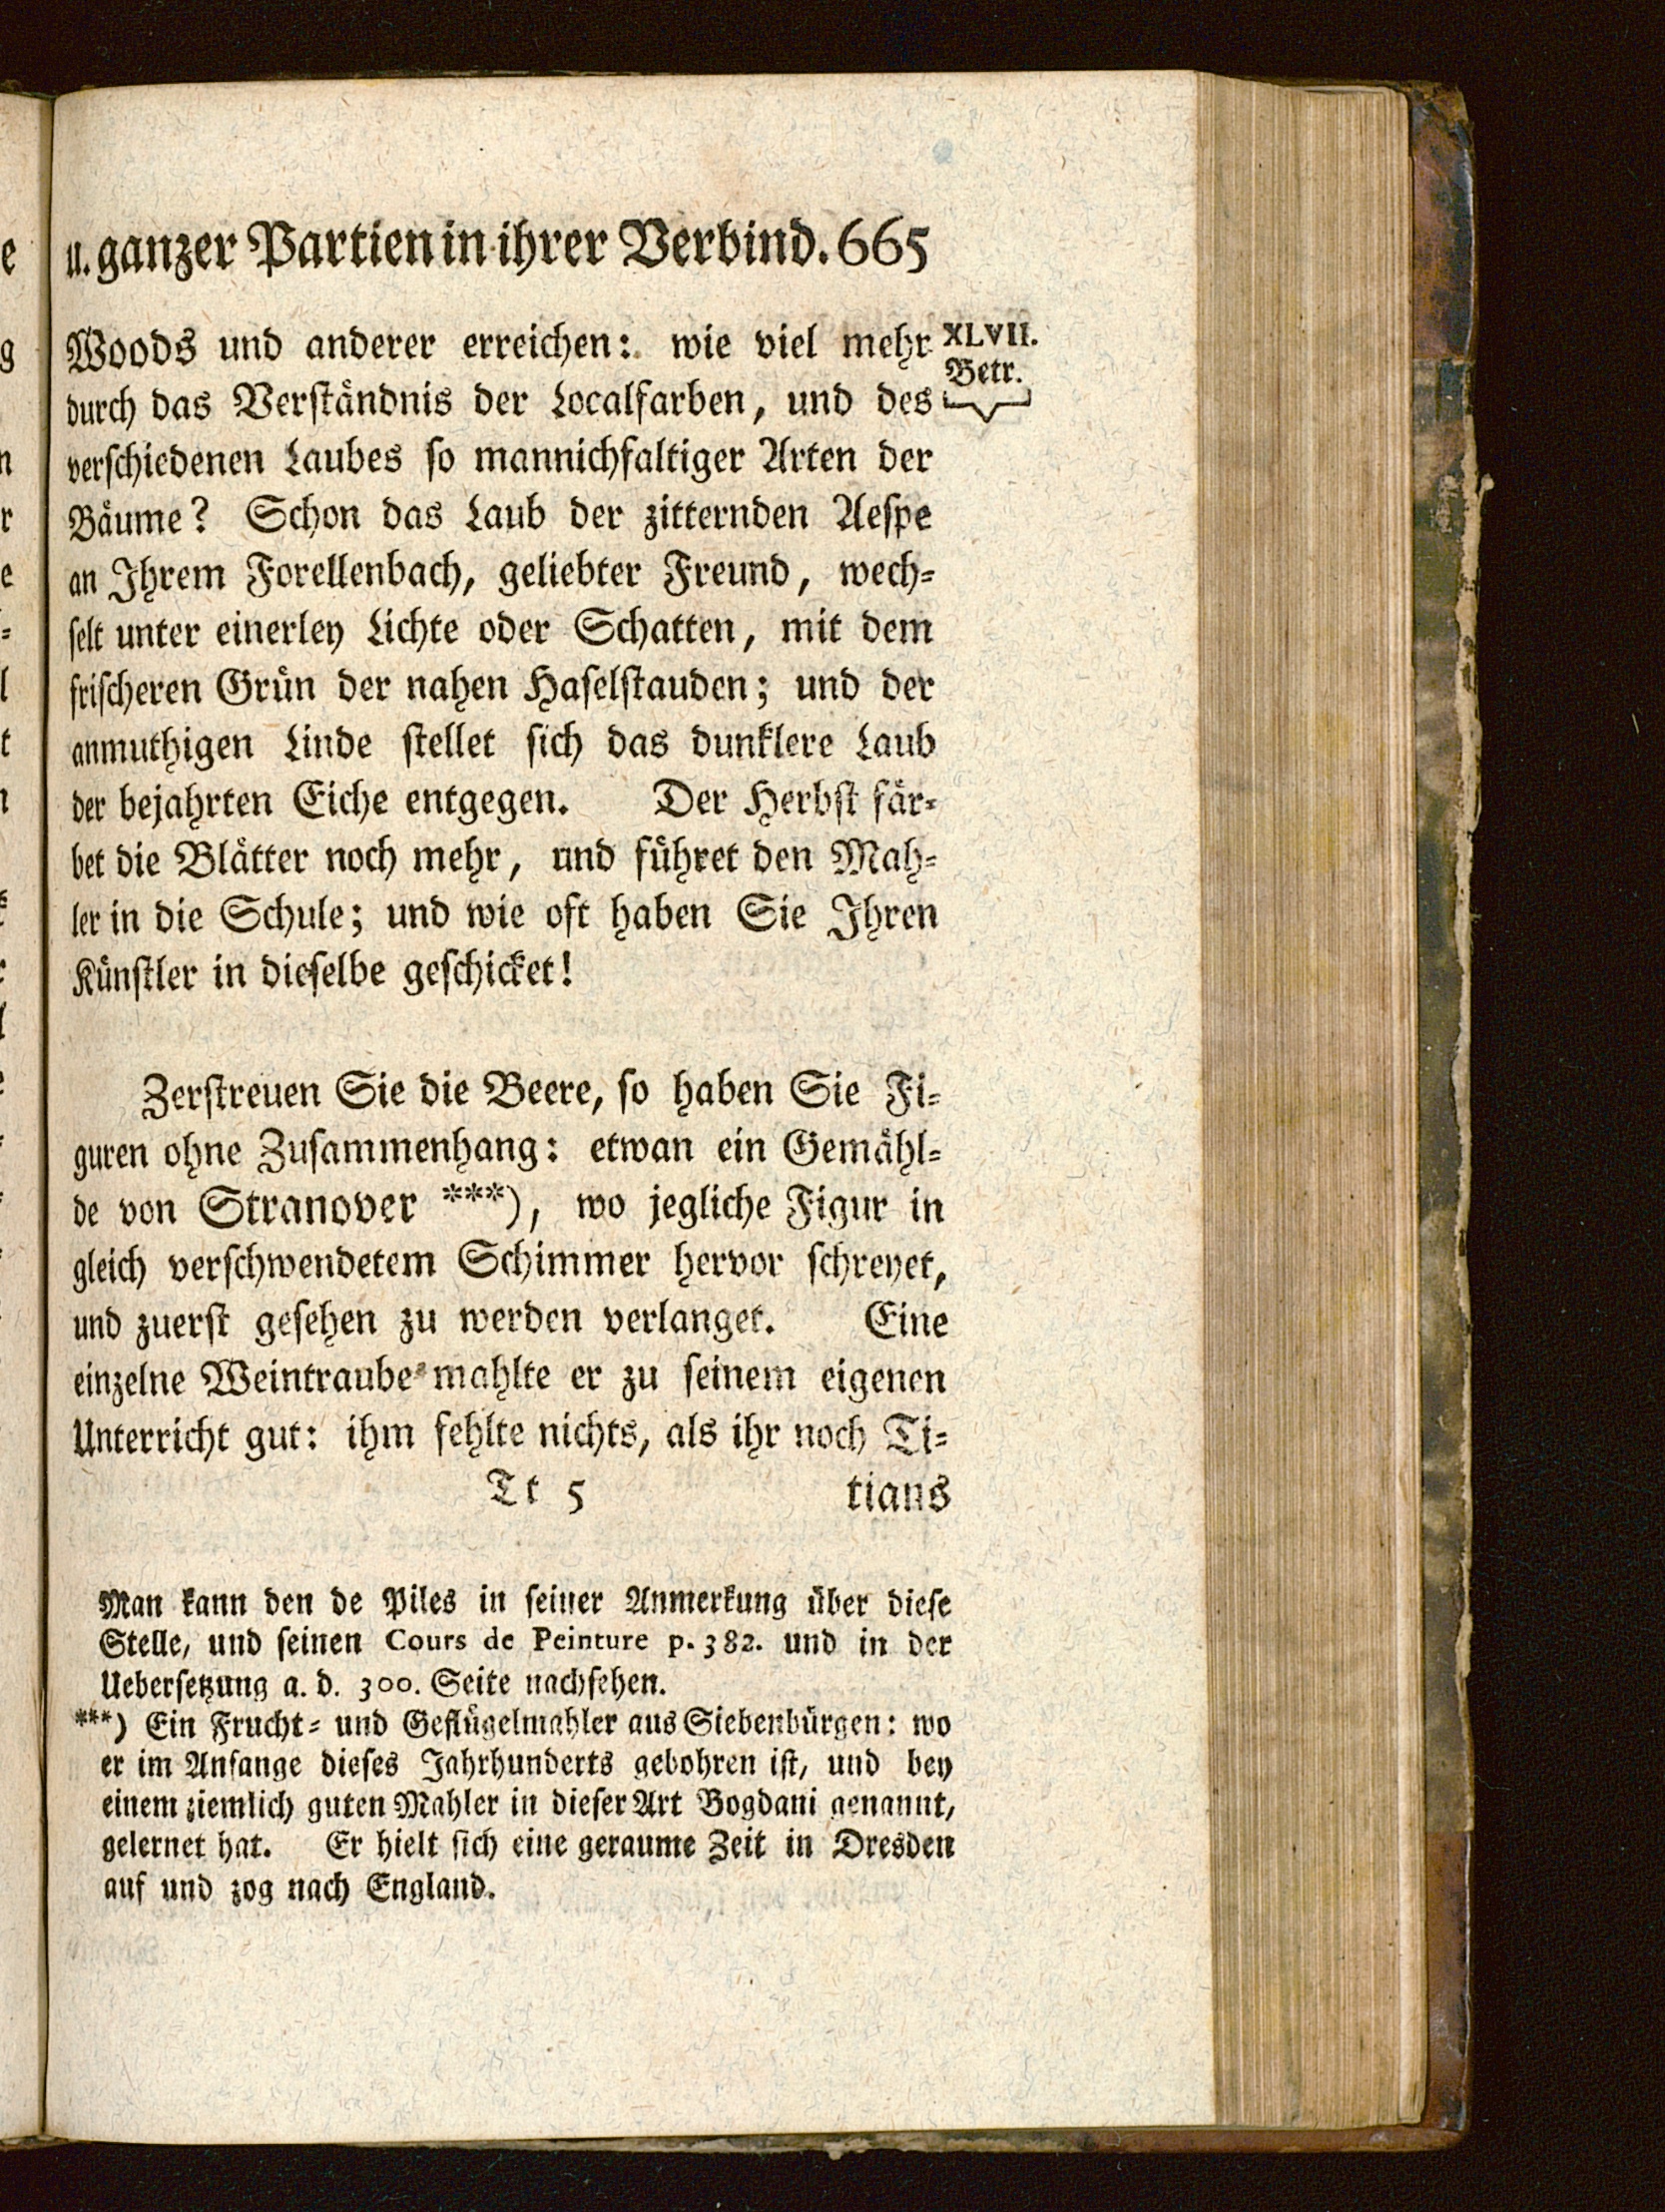 u. ganzer Partien in ihrer Verbind. 665
Woods und anderer erreichen: wie viel mehr
XLVII.
Betr.
durch das Verständnis der Localfarben, und des
verschiedenen Laubes so mannichfaltiger Arten der
Bäume? Schon das Laub der zitternden Aespe
an Ihrem Forellenbach, geliebter Freund, wech-
selt unter einerley Lichte oder Schatten, mit dem
frischeren Grün der nahen Haselstauden; und der
anmuthigen Linde stellet sich das dunklere Laub
der bejahrten Eiche entgegen. Der Herbst fär-
bet die Blätter noch mehr, und führet den Mah-
ler in die Schule; und wie oft haben Sie Ihren
Künstler in dieselbe geschicket!
Zerstreuen Sie die Beere, so haben Sie Fi-
guren ohne Zusammenhang: etwan ein Gemähl-
de von Stranover ***), wo jegliche Figur in
gleich verschwendetem Schimmer hervor schreyet,
und zuerst gesehen zu werden verlanget. Eine
einzelne Weintraube mahlte er zu seinem eigenen
Unterricht gut: ihm fehlte nichts, als ihr noch Ti-
Tt 5 tians
Man kann den de Piles in seiner Anmerkung über diese
Stelle, und seinen Cours de Peinture p. 382. und in der
Uebersetzung a. d. 300. Seite nachsehen.
***) Ein Frucht- und Geflügelmahler aus Siebenbürgen: wo
er im Anfange dieses Jahrhunderts gebohren ist, und bey
einem ziemlich guten Mahler in dieser Art Bogdani genannt,
gelernet hat. Er hielt sich eine geraume Zeit in Dresden
auf und zog nach England.